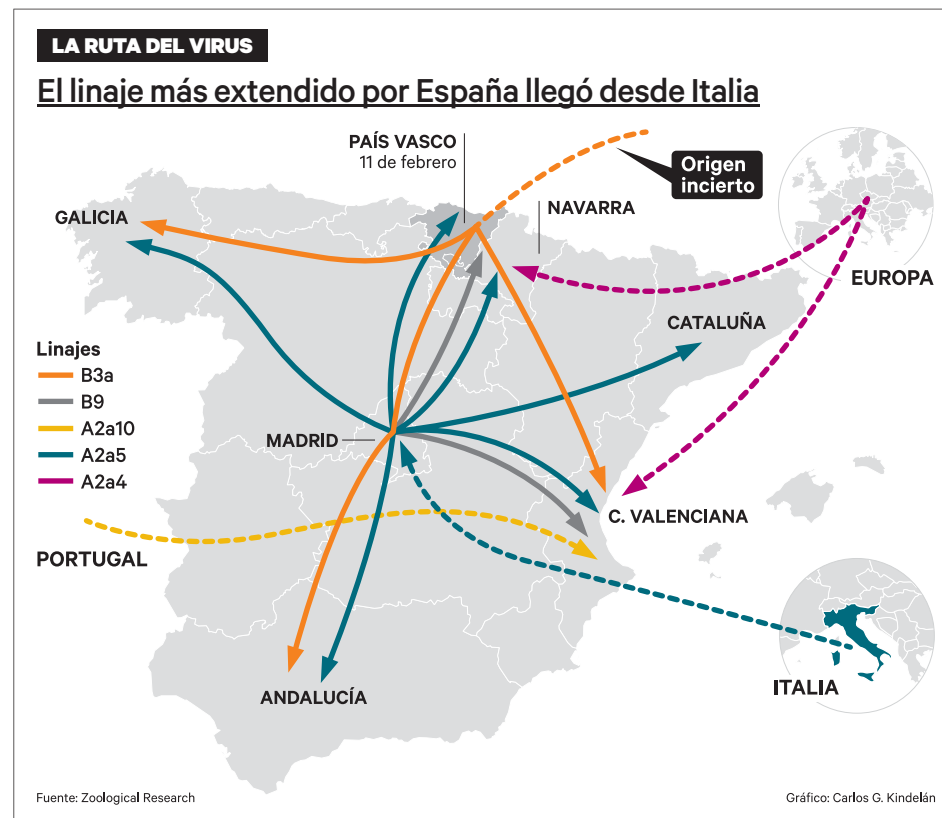 LA RUTA DEL VIRUS
El linaje más extendido por España llegó desde Italia
PAÍS VASCO
11 de febrero
Origen
incierto
GALICIA
NAVARRA
EUROPA
CATALUÑA
Linajes
B3a
B9
A2a10
A2a5
A2a4
MADRID
C. VALENCIANA
PORTUGAL
ITALIA
ANDALUCÍA
Fuente: Zoological Research
Gráfico: Carlos G. Kindelán